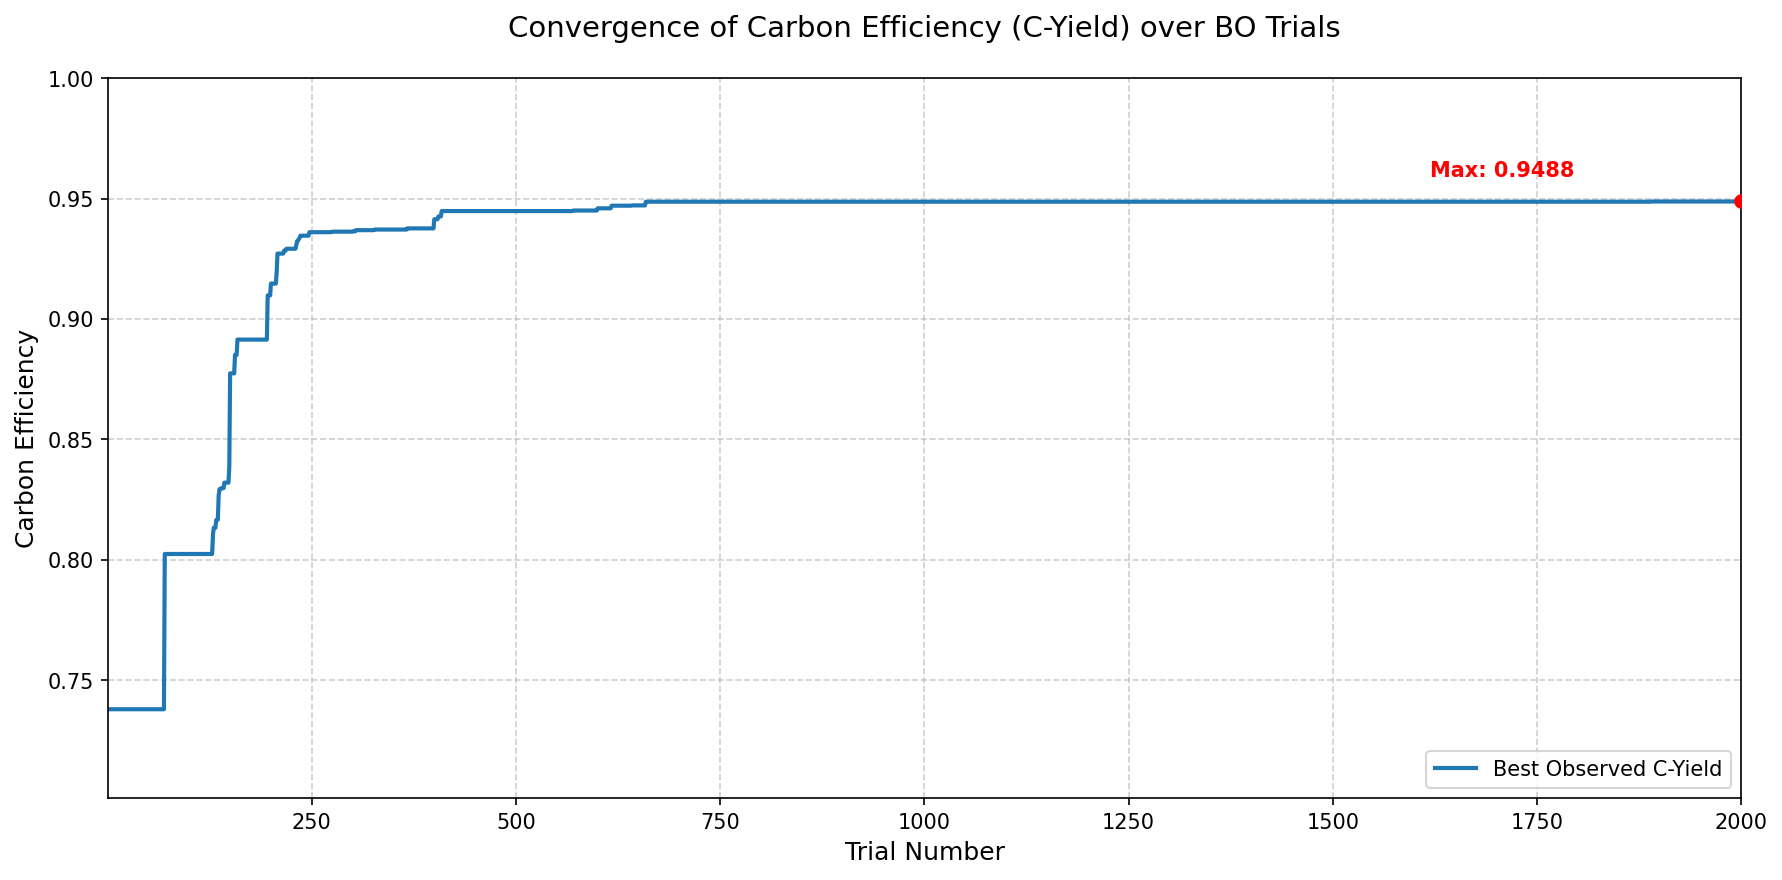 Convergence of Carbon Efficiency (C-Yield) over BO Trials
1.00
0.95
0.90
0.85
0.80
0.75
Carbon Efficiency
Max: 0.9488
Best Observed C-Yield
250 500 750 1000 1250 1500 1750 2000
Trial Number